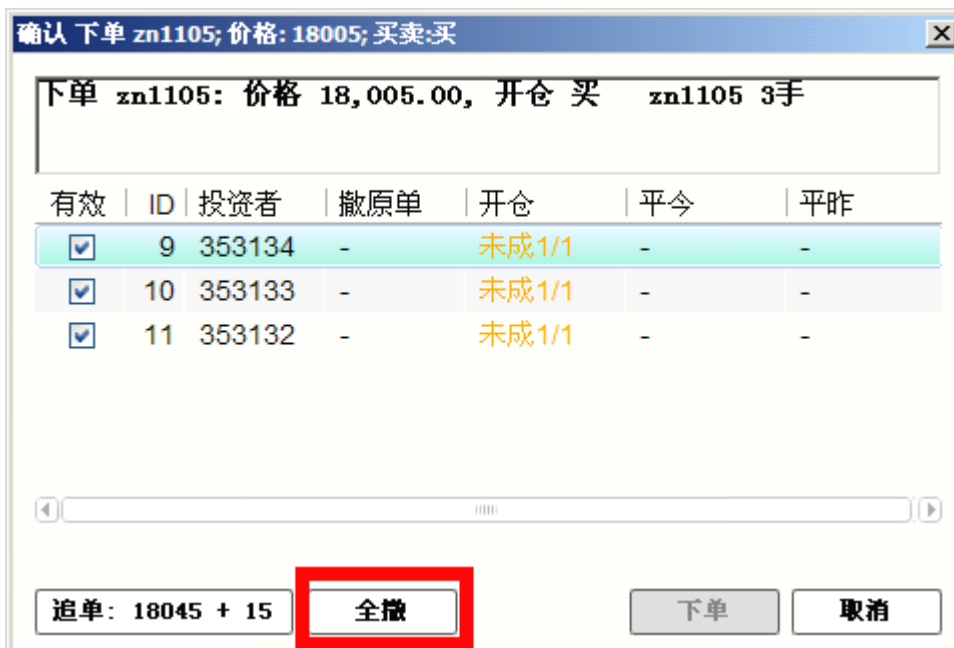 确认 下单 zn1105; 价格: 18005; 买卖:买
下单 zn1105: 价格 18,005.00, 开仓 买 zn1105 3手
有效 ID 投资者 撤原单 开仓 平今 平昨
9 353134 - 未成1/1 - -
10 353133 - 未成1/1 - -
11 353132 - 未成1/1 - -
追单: 18045 + 15 全撤 下单 取消